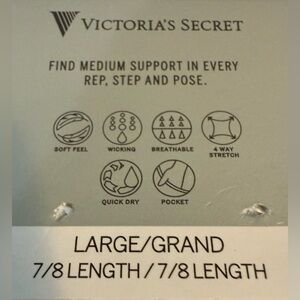 VICTORIA'S SECRET
FIND MEDIUM SUPPORT IN EVERY
REP, STEP AND POSE.
SOFT FEEL
WICKING
BREATHABLE
4 WAY
STRETCH
QUICK DRY
POCKET
LARGE/GRAND
7/8 LENGTH / 7/8 LENGTH